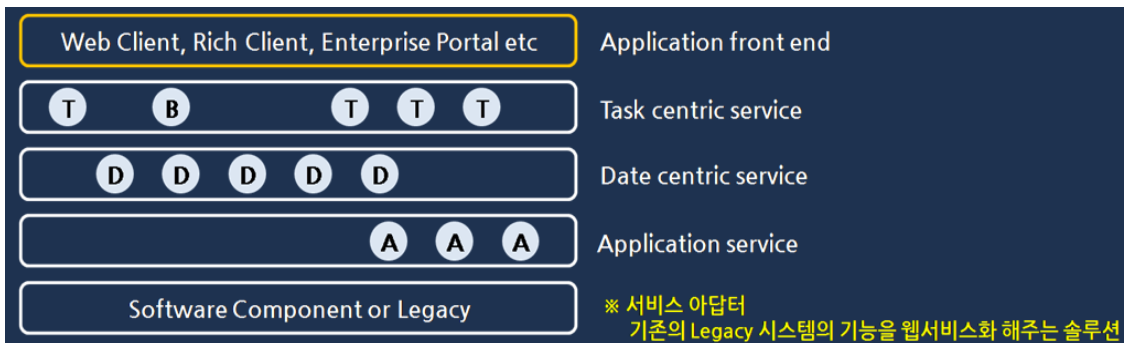 Web Client, Rich Client, Enterprise Portal etc Application front end
T B T T T Task centric service
D D D D D Date centric service
A A A Application service
Software Component or Legacy ※ 서비스 아답터
기존의 Legacy 시스템의 기능을 웹서비스화 해주는 솔루션